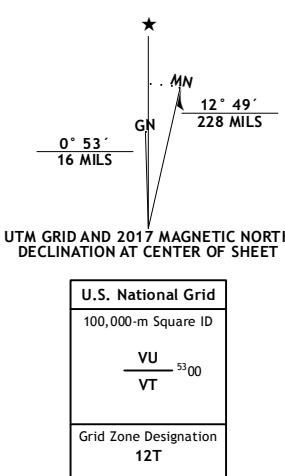 ★
MN
12° 49´
228 MILS
GN
0° 53´
16 MILS
UTM GRID AND 2017 MAGNETIC NORTH
DECLINATION AT CENTER OF SHEET
U.S. National Grid
100,000-m Square ID
VU
5300
VT
Grid Zone Designation
12T